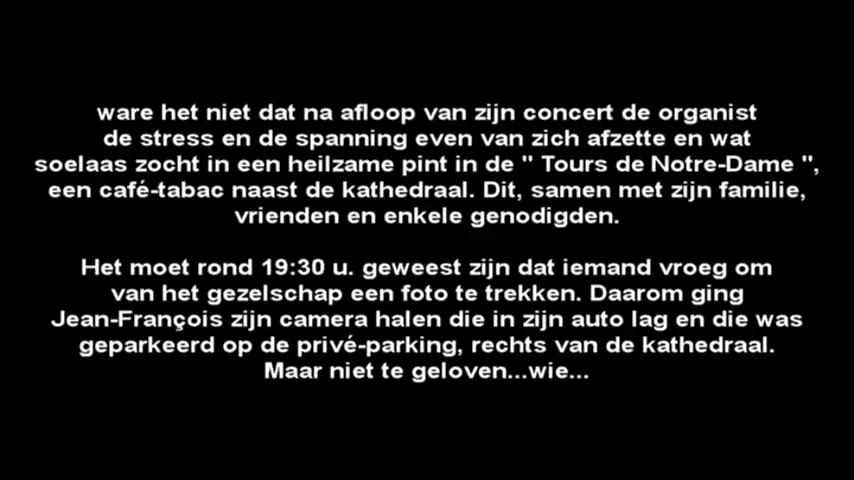 ware het niet dat na afloop van zijn concert de organist
de stress en de spanning even van zich afzette en wat
soelaas zocht in een heilzame pint in de " Tours de Notre-Dame ",
een café-tabac naast de kathedraal. Dit, samen met zijn familie,
vrienden en enkele genodigden.
Het moet rond 19:30 u. geweest zijn dat iemand vroeg om
van het gezelschap een foto te trekken. Daarom ging
Jean-François zijn camera halen die in zijn auto lag en die was
geparkeerd op de privé-parking, rechts van de kathedraal.
Maar niet te geloven...wie...